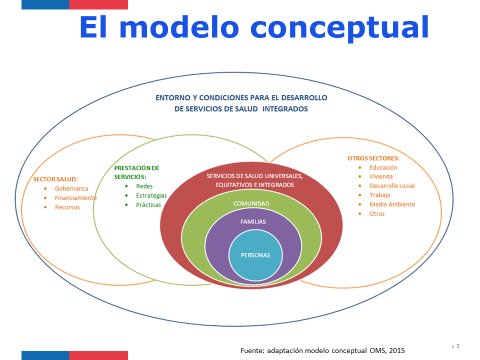 El modelo conceptual
ENTORNO Y CONDICIONES PARA EL DESARROLLO
DE SERVICIOS DE SALUD INTEGRADOS
SECTOR SALUD:
• Gobernanza
• Financiamiento
• Recursos
PRESTACIÓN DE
SERVICIOS:
• Redes
• Estrategias
• Prácticas
SERVICIOS DE SALUD UNIVERSALES,
EQUITATIVOS E INTEGRADOS
COMUNIDAD
FAMILIAS
PERSONAS
OTROS SECTORES:
• Educación
• Vivienda
• Desarrollo social
• Trabajo
• Medio Ambiente
• Otros
Fuente: adaptación modelo conceptual OMS, 2015